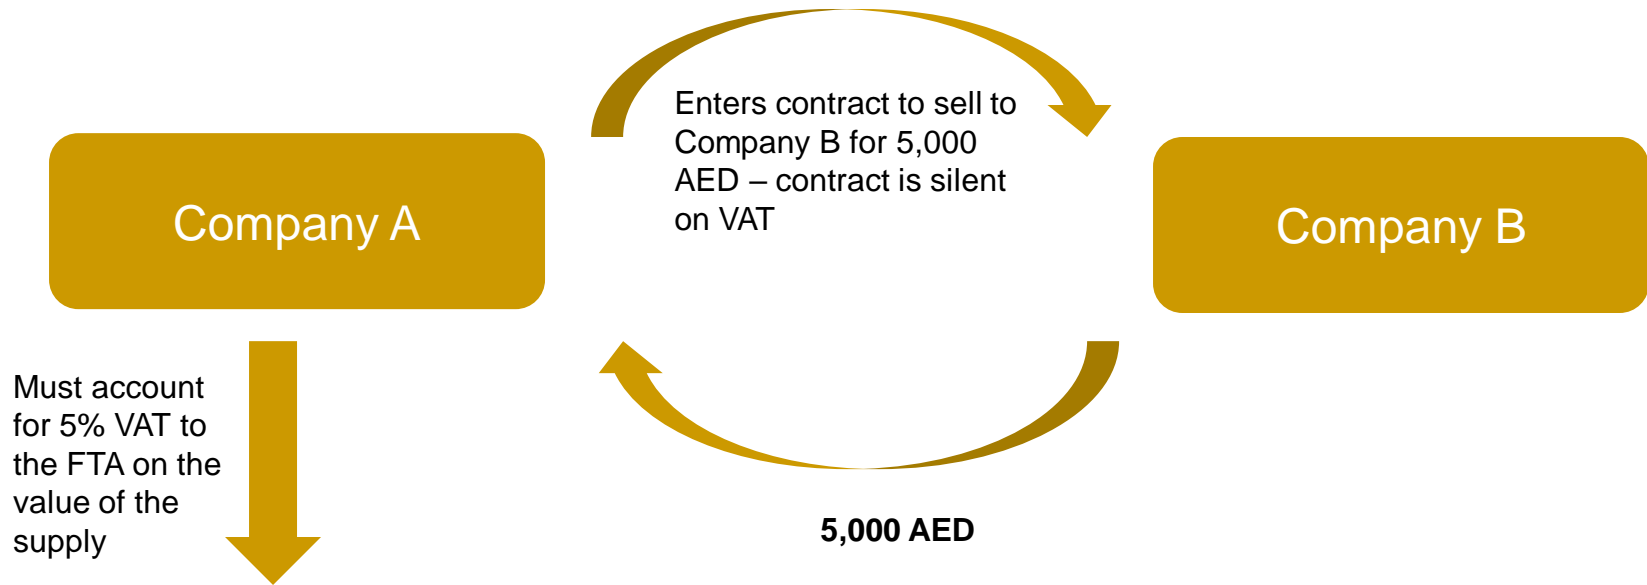 Enters contract to sell to
Company B for 5,000
AED – contract is silent
on VAT
Company A
Company B
Must account
for 5% VAT to
the FTA on the
value of the
supply
5,000 AED